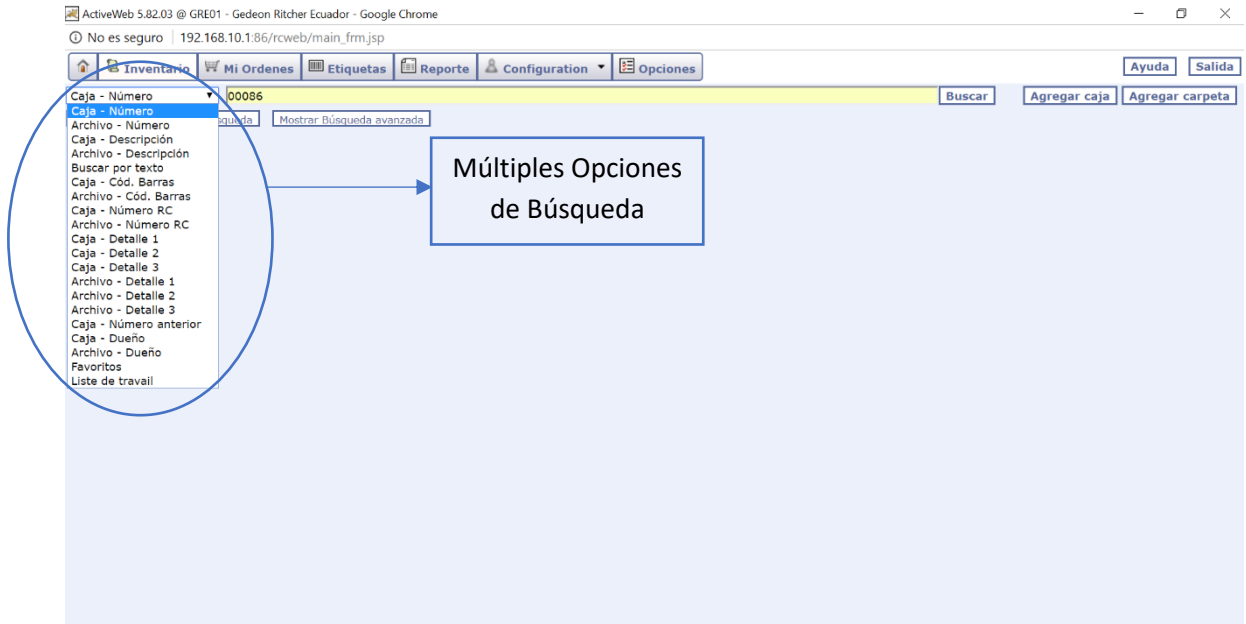 ActiveWeb 5.82.03 @ GRE01 - Gedeon Ritcher Ecuador - Google Chrome
No es seguro 192.168.10.1:86/rcweb/main_frm.jsp
Inventario Mi Ordenes Etiquetas Reporte Configuration Opciones Ayuda Salida
Caja - Número 00086 Buscar Agregar caja Agregar carpeta
Caja - Número
Archivo - Número Mostrar Búsqueda avanzada
Caja - Descripción
Archivo - Descripción
Buscar por texto
Caja - Cód. Barras
Archivo - Cód. Barras
Caja - Número RC
Archivo - Número RC
Caja - Detalle 1
Caja - Detalle 2
Caja - Detalle 3
Archivo - Detalle 1
Archivo - Detalle 2
Archivo - Detalle 3
Caja - Número anterior
Caja - Dueño
Archivo - Dueño
Favoritos
Liste de travail
Múltiples Opciones
de Búsqueda